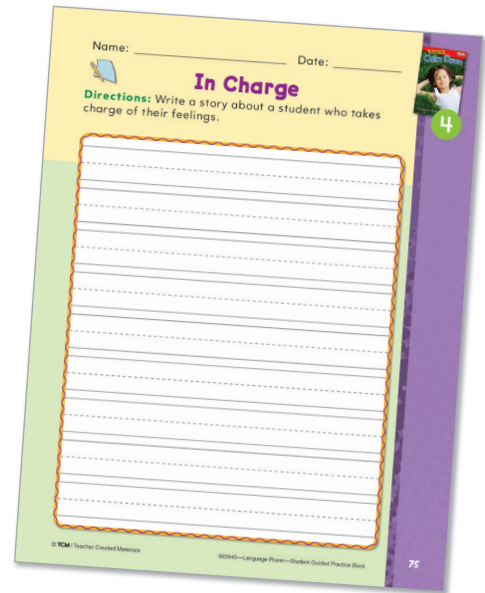 Name: Date:
In Charge
Directions: Write a story about a student who takes
charge of their feelings.
Calm Down
4
© TCM | Teacher Created Materials
Language Power—Student Guided Practice Book
75